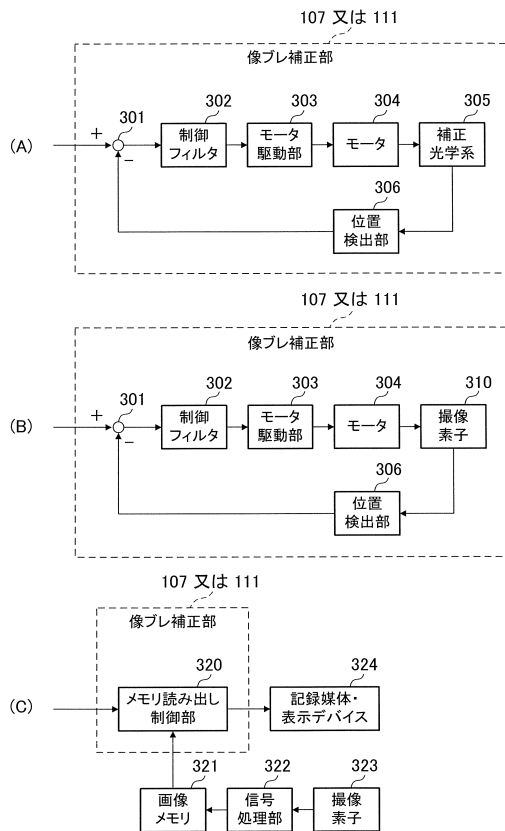 107 又は 111
像ブレ補正部
(A)
+
301
−
302
制御
フィルタ
303
モータ
駆動部
304
モータ
305
補正
光学系
306
位置
検出部
107 又は 111
像ブレ補正部
(B)
+
301
−
302
制御
フィルタ
303
モータ
駆動部
304
モータ
310
撮像
素子
306
位置
検出部
107 又は 111
像ブレ補正部
(C)
320
メモリ読み出し
制御部
324
記録媒体・
表示デバイス
321
画像
メモリ
322
信号
処理部
323
撮像
素子